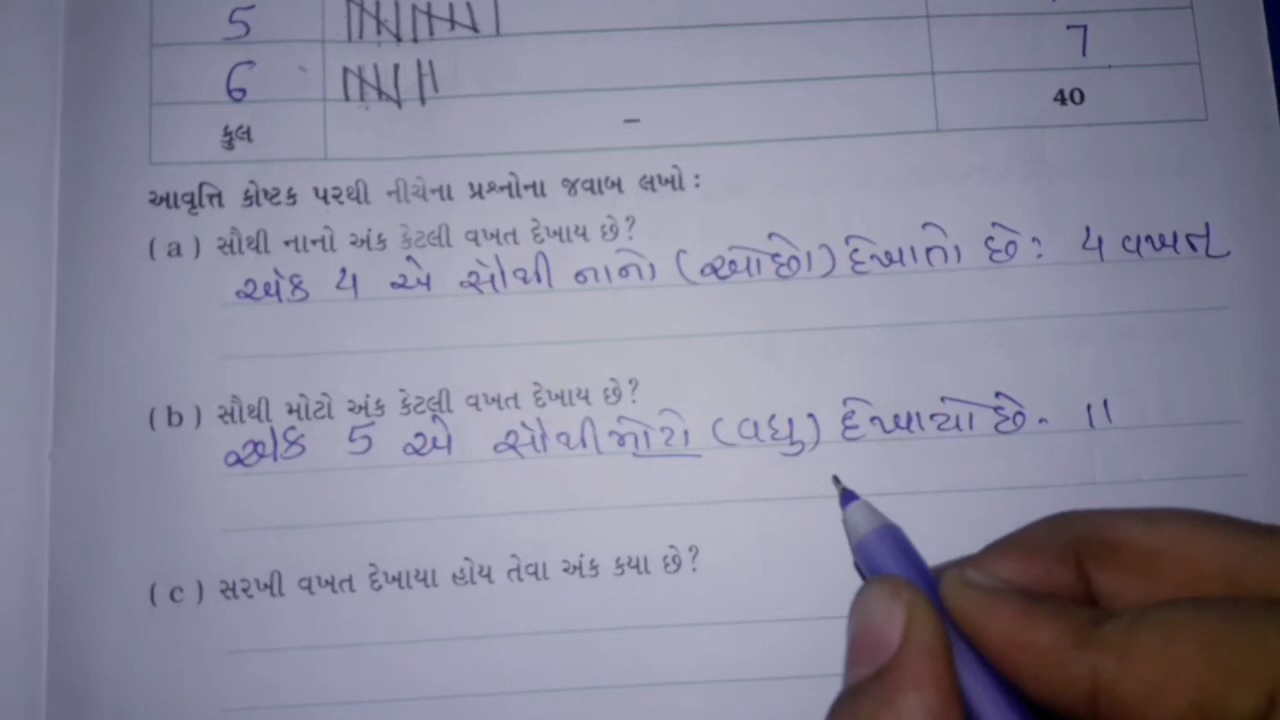 5
6 7
કુલ – 40
આવૃત્તિ કોષ્ટક પરથી નીચેના પ્રશ્નોના જવાબ લખો :
( a ) સૌથી નાનો અંક કેટલી વખત દેખાય છે?
અંક 4 એ સૌથી નાનો (ઓછો) દેખાતો છે: 4 વખત
( b ) સૌથી મોટો અંક કેટલી વખત દેખાય છે?
અંક 5 એ સૌથી મોટો (વધુ) દેખાયો છે. 11
( c ) સરખી વખત દેખાયા હોય તેવા અંક કયા છે?